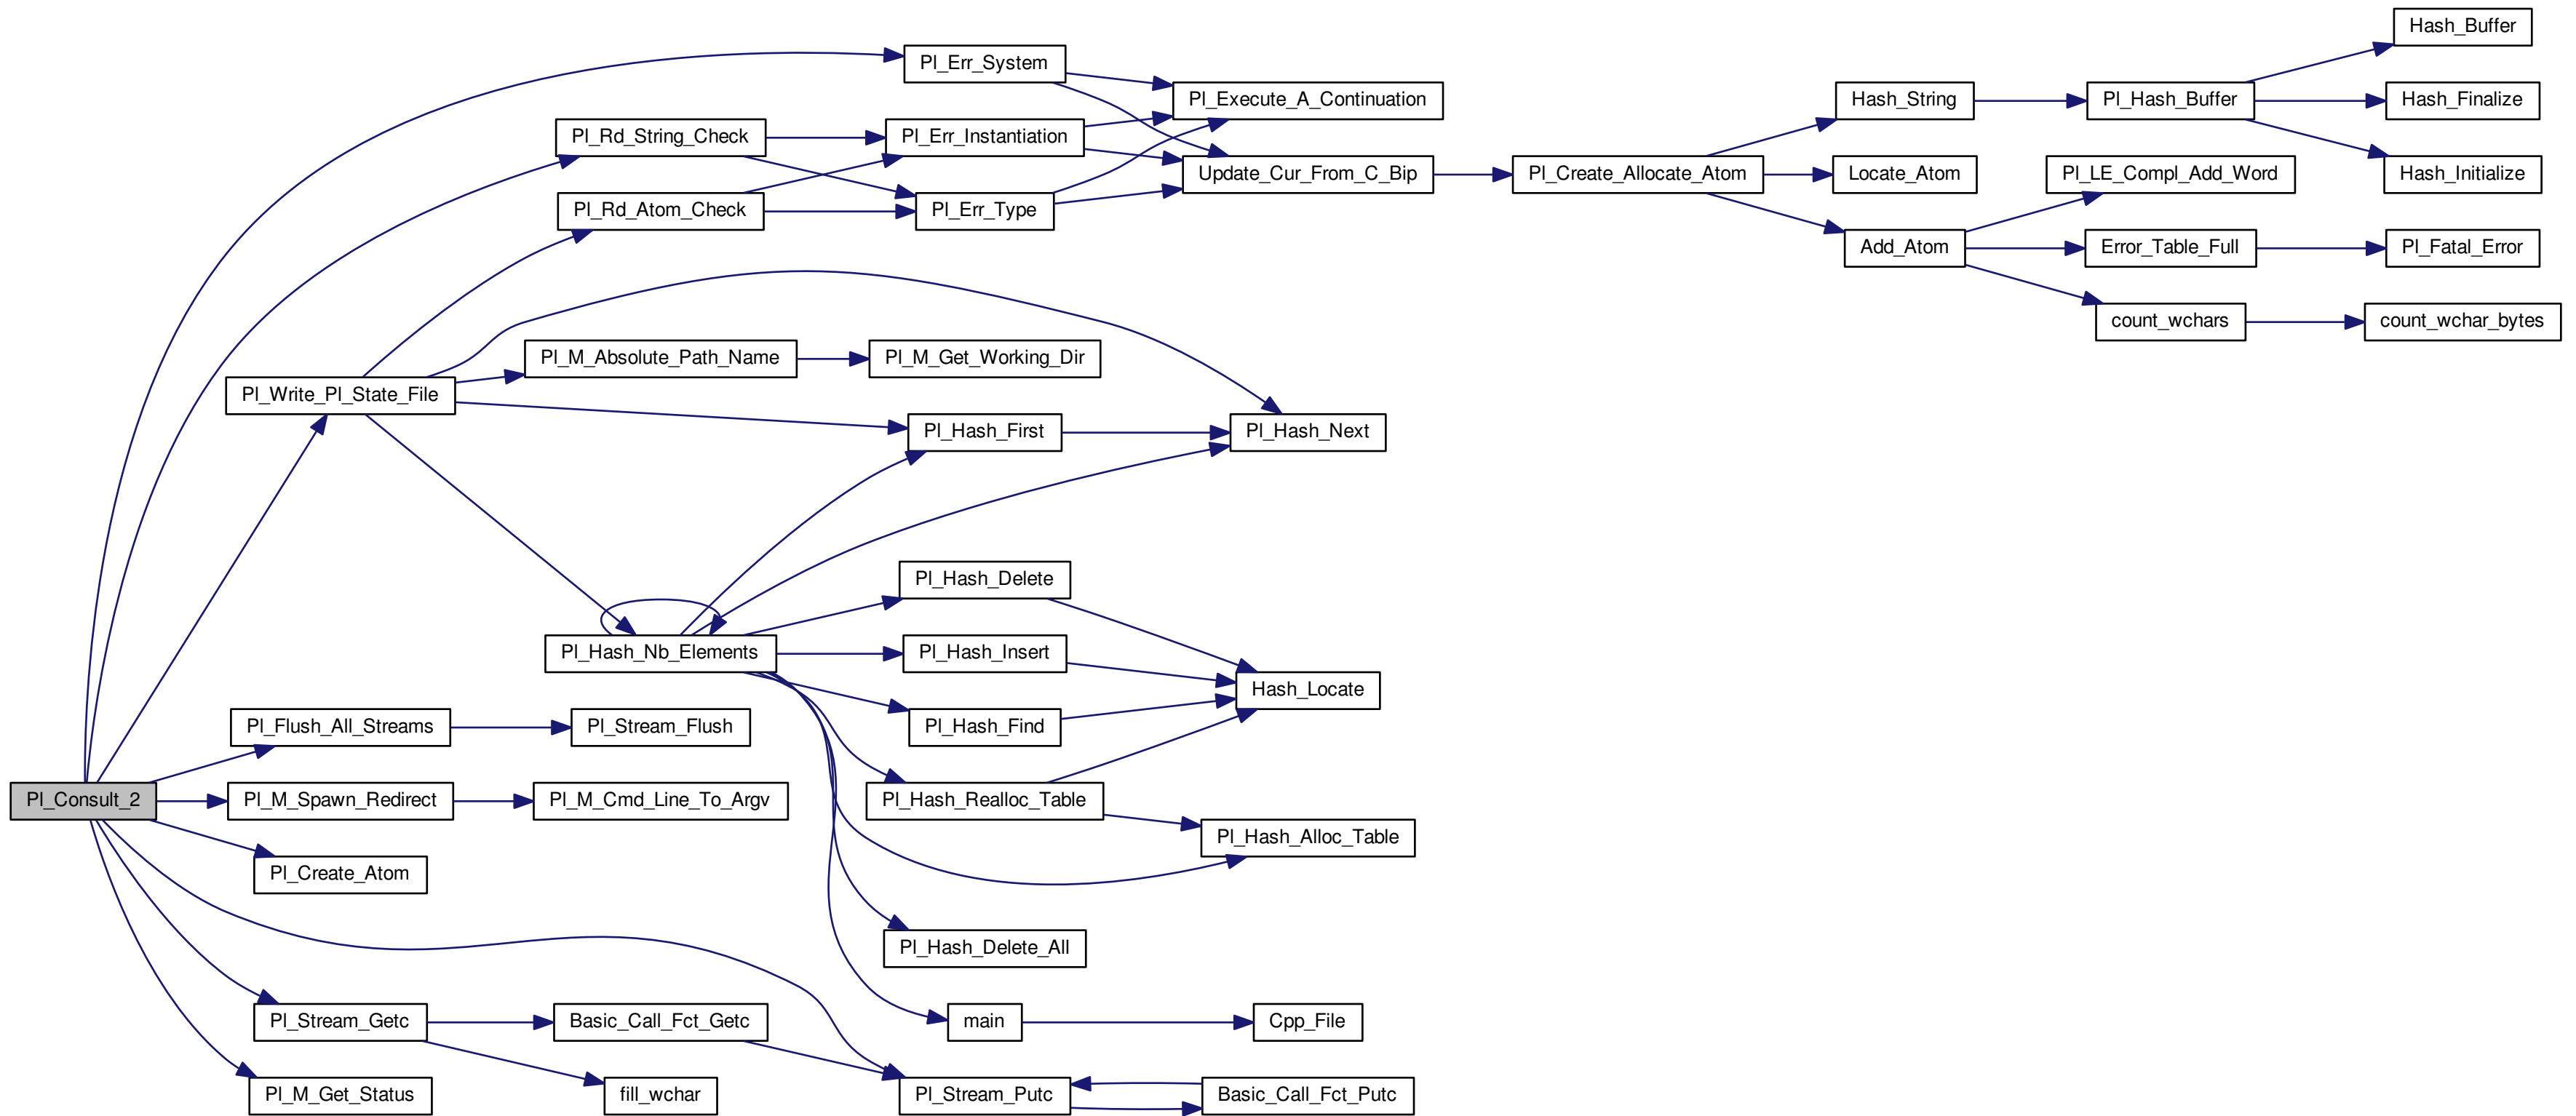 Hash_Buffer
Pl_Err_System
Pl_Execute_A_Continuation
Hash_String
Pl_Hash_Buffer
Hash_Finalize
Pl_Rd_String_Check
Pl_Err_Instantiation
Update_Cur_From_C_Bip
Pl_Create_Allocate_Atom
Locate_Atom
Pl_LE_Compl_Add_Word
Hash_Initialize
Pl_Rd_Atom_Check
Pl_Err_Type
Add_Atom
Error_Table_Full
Pl_Fatal_Error
count_wchars
count_wchar_bytes
Pl_M_Absolute_Path_Name
Pl_M_Get_Working_Dir
Pl_Write_Pl_State_File
Pl_Hash_First
Pl_Hash_Next
Pl_Hash_Delete
Pl_Hash_Nb_Elements
Pl_Hash_Insert
Hash_Locate
Pl_Flush_All_Streams
Pl_Stream_Flush
Pl_Hash_Find
Pl_Consult_2
Pl_M_Spawn_Redirect
Pl_M_Cmd_Line_To_Argv
Pl_Hash_Realloc_Table
Pl_Hash_Alloc_Table
Pl_Create_Atom
Pl_Hash_Delete_All
Pl_Stream_Getc
Basic_Call_Fct_Getc
main
Cpp_File
Pl_M_Get_Status
fill_wchar
Pl_Stream_Putc
Basic_Call_Fct_Putc